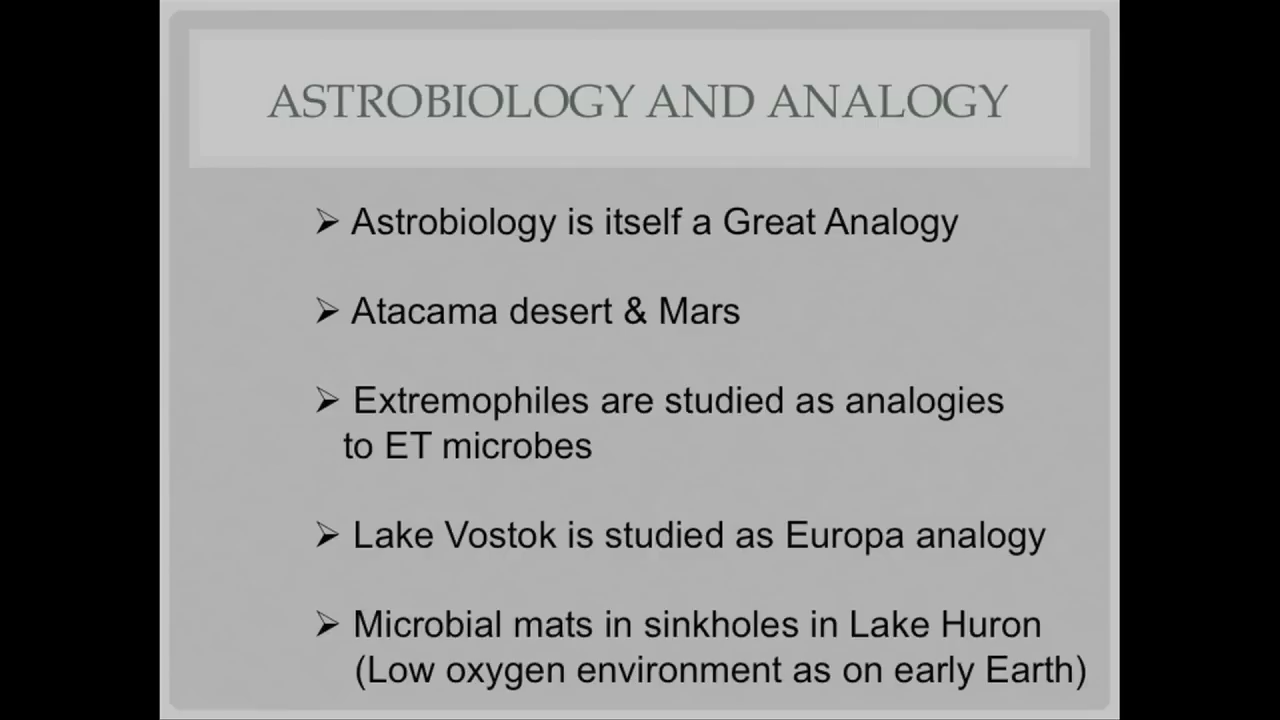 ASTROBIOLOGY AND ANALOGY
➢ Astrobiology is itself a Great Analogy
➢ Atacama desert & Mars
➢ Extremophiles are studied as analogies
to ET microbes
➢ Lake Vostok is studied as Europa analogy
➢ Microbial mats in sinkholes in Lake Huron
(Low oxygen environment as on early Earth)